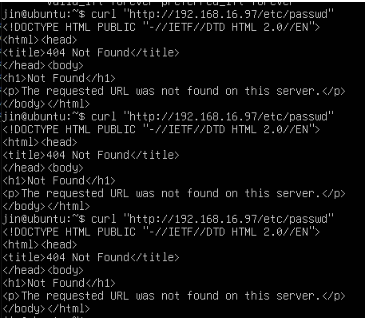 valid_lft forever preferred_lft forever
jin@ubuntu:~$ curl "http://192.168.16.97/etc/passwd"
<!DOCTYPE HTML PUBLIC "-//IETF//DTD HTML 2.0//EN">
<html><head>
<title>404 Not Found</title>
</head><body>
<h1>Not Found</h1>
<p>The requested URL was not found on this server.</p>
</body></html>
jin@ubuntu:~$ curl "http://192.168.16.97/etc/passwd"
<!DOCTYPE HTML PUBLIC "-//IETF//DTD HTML 2.0//EN">
<html><head>
<title>404 Not Found</title>
</head><body>
<h1>Not Found</h1>
<p>The requested URL was not found on this server.</p>
</body></html>
jin@ubuntu:~$ curl "http://192.168.16.97/etc/passwd"
<!DOCTYPE HTML PUBLIC "-//IETF//DTD HTML 2.0//EN">
<html><head>
<title>404 Not Found</title>
</head><body>
<h1>Not Found</h1>
<p>The requested URL was not found on this server.</p>
</body></html>